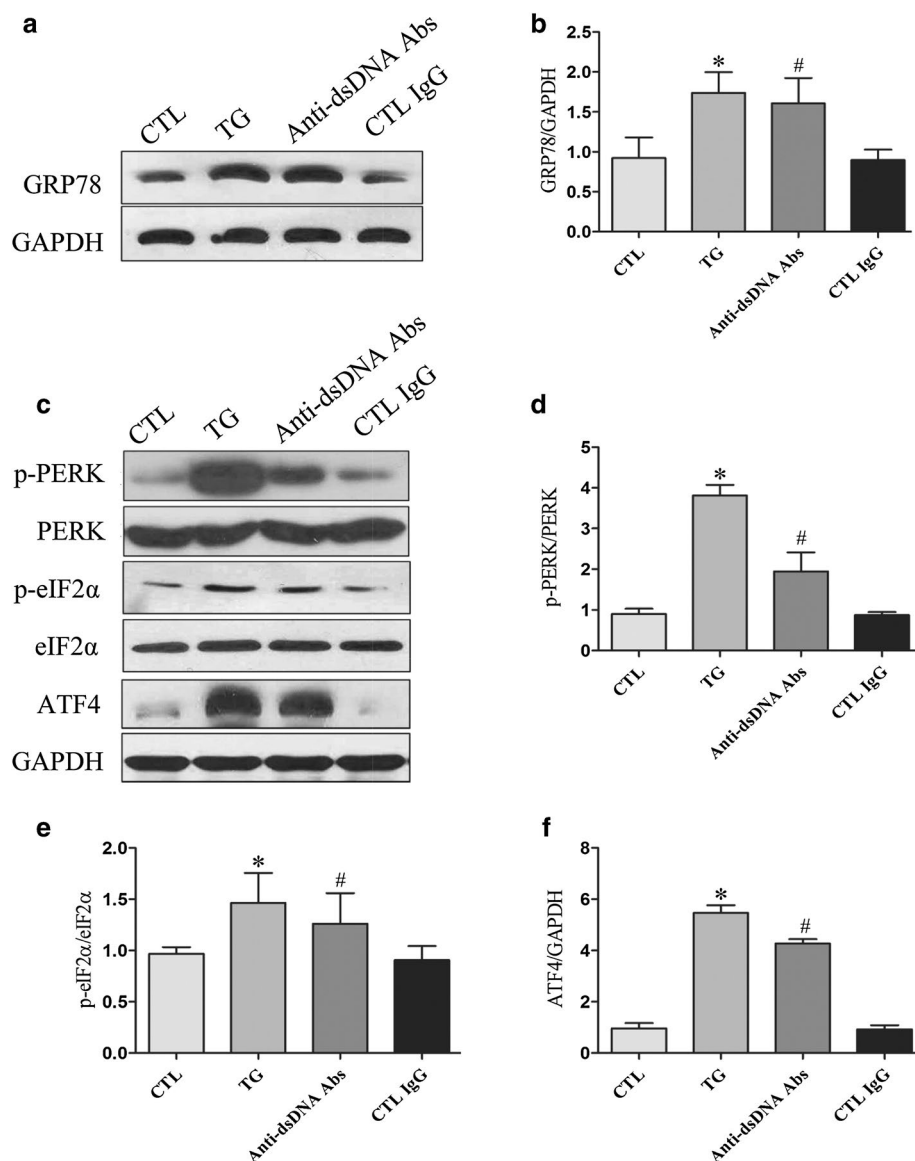 a
CTL
TG
Anti-dsDNA Abs
CTL IgG
GRP78
GAPDH
b
GRP78/GAPDH
2.5
2.0
1.5
1.0
0.5
0.0
*
#
CTL
TG
Anti-dsDNA Abs
CTL IgG
c
CTL
TG
Anti-dsDNA Abs
CTL IgG
p-PERK
PERK
p-eIF2α
eIF2α
ATF4
GAPDH
d
p-PERK/PERK
5
4
3
2
1
0
*
#
CTL
TG
Anti-dsDNA Abs
CTL IgG
e
p-eIF2α/eIF2α
2.0
1.5
1.0
0.5
0.0
*
#
CTL
TG
Anti-dsDNA Abs
CTL IgG
f
ATF4/GAPDH
8
6
4
2
0
*
#
CTL
TG
Anti-dsDNA Abs
CTL IgG